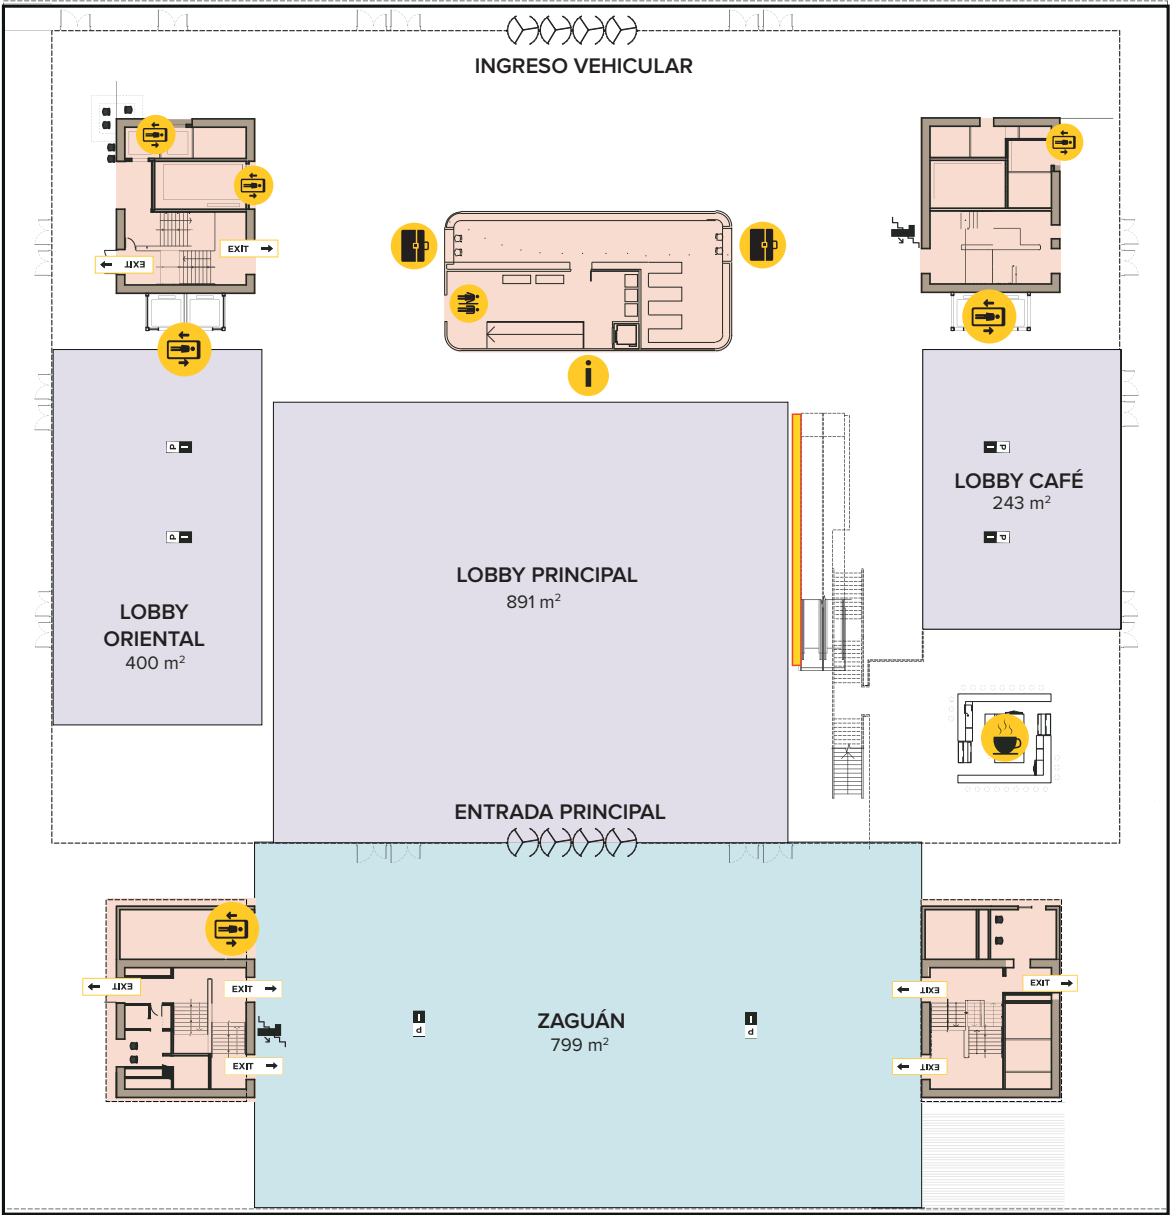 INGRESO VEHICULAR
EXIT
EXIT
i
P I
I P
LOBBY CAFÉ
243 m²
P I
I P
LOBBY PRINCIPAL
891 m²
LOBBY
ORIENTAL
400 m²
ENTRADA PRINCIPAL
EXIT
EXIT
EXIT
EXIT
I
P
ZAGUÁN
799 m²
I
P
EXIT
EXIT